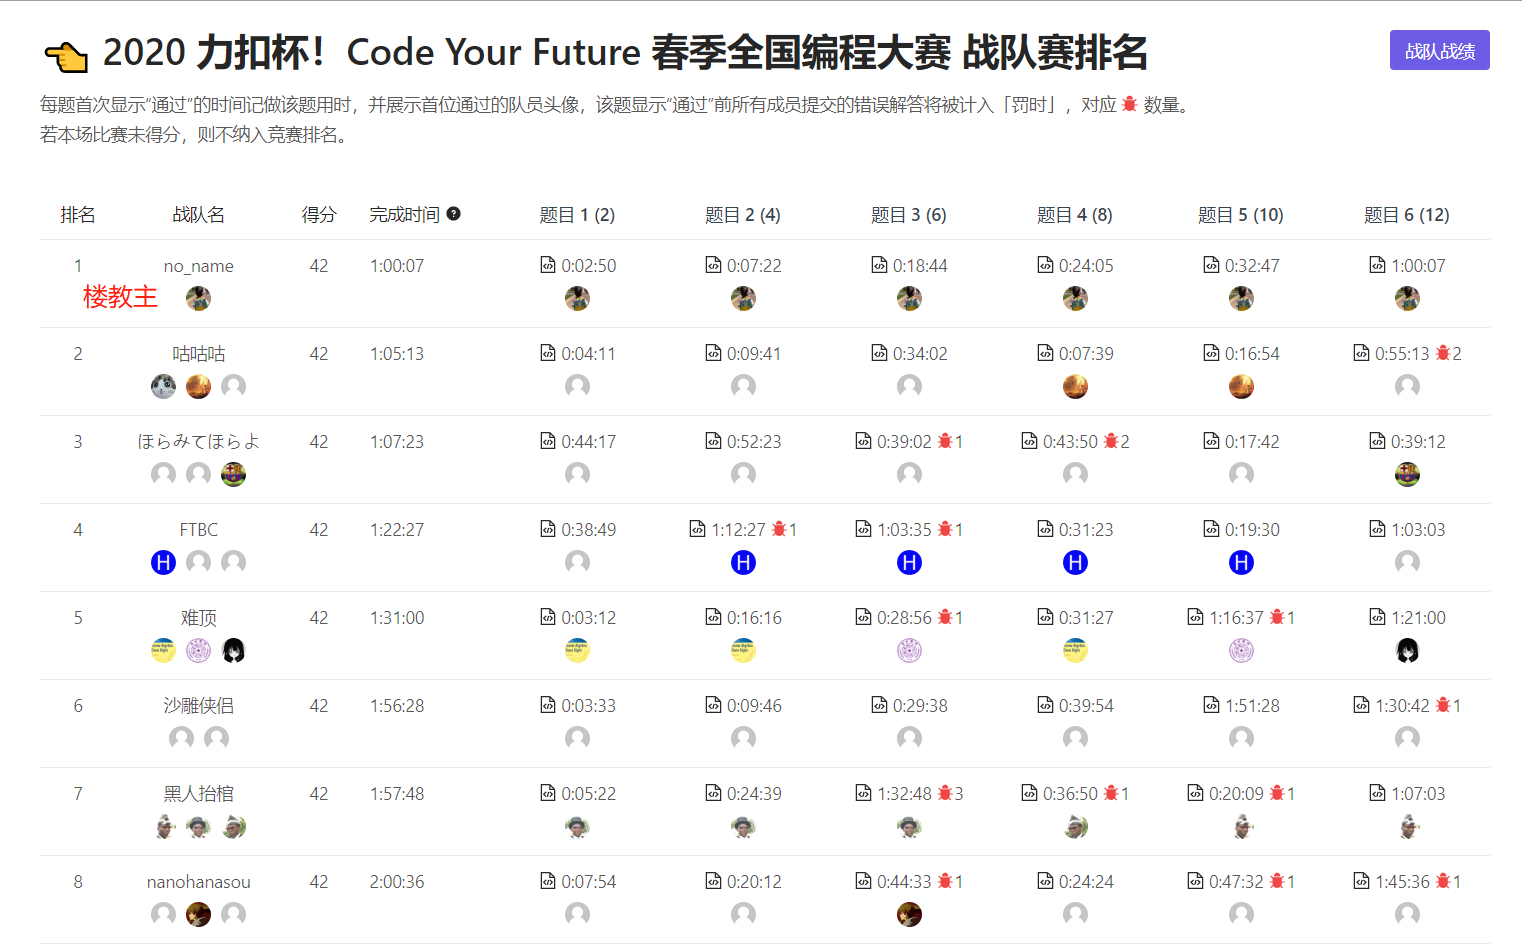 👈 2020 力扣杯！Code Your Future 春季全国编程大赛 战队赛排名
战队战绩
每题首次显示“通过”的时间记做该题用时，并展示首位通过的队员头像，该题显示“通过”前所有成员提交的错误解答将被计入「罚时」，对应 数量。
若本场比赛未得分，则不纳入竞赛排名。
排名 战队名 得分 完成时间 ? 题目 1 (2) 题目 2 (4) 题目 3 (6) 题目 4 (8) 题目 5 (10) 题目 6 (12)
1 no_name 42 1:00:07 0:02:50 0:07:22 0:18:44 0:24:05 0:32:47 1:00:07
楼教主
2 咕咕咕 42 1:05:13 0:04:11 0:09:41 0:34:02 0:07:39 0:16:54 0:55:13 2
3 ほらみてほらよ 42 1:07:23 0:44:17 0:52:23 0:39:02 1 0:43:50 2 0:17:42 0:39:12
4 FTBC 42 1:22:27 0:38:49 1:12:27 1 1:03:35 1 0:31:23 0:19:30 1:03:03
H H H H H
5 难顶 42 1:31:00 0:03:12 0:16:16 0:28:56 1 0:31:27 1:16:37 1 1:21:00
6 沙雕侠侣 42 1:56:28 0:03:33 0:09:46 0:29:38 0:39:54 1:51:28 1:30:42 1
7 黑人抬棺 42 1:57:48 0:05:22 0:24:39 1:32:48 3 0:36:50 1 0:20:09 1 1:07:03
8 nanohanasou 42 2:00:36 0:07:54 0:20:12 0:44:33 1 0:24:24 0:47:32 1 1:45:36 1